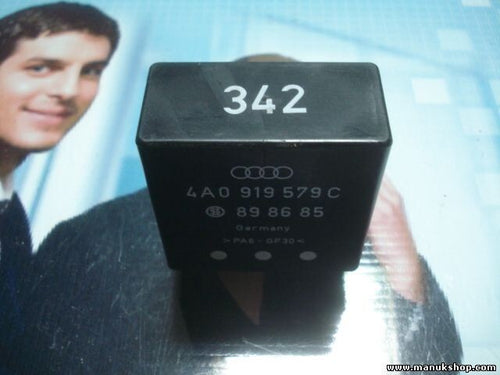 342
4A0 919 579 C
89 86 85
Germany
>PA6-GF30<
www.manukshop.com